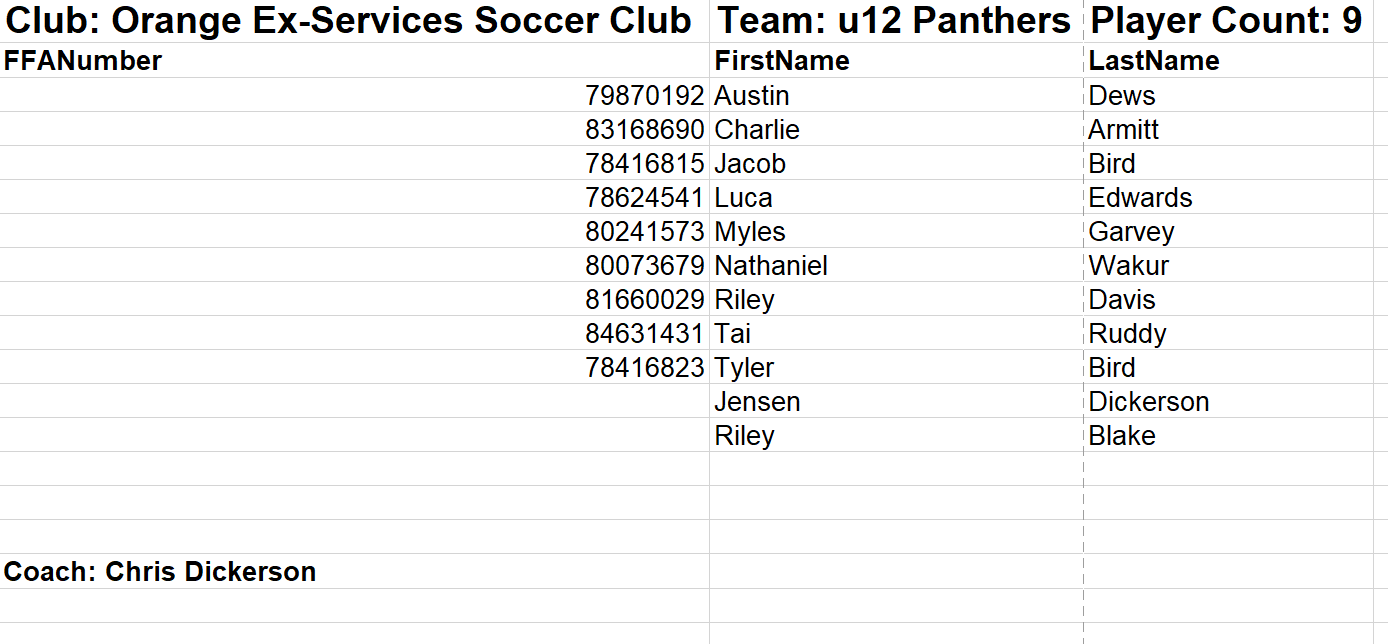 Club: Orange Ex-Services Soccer Club Team: u12 Panthers Player Count: 9
FFANumber FirstName LastName
79870192 Austin Dews
83168690 Charlie Armitt
78416815 Jacob Bird
78624541 Luca Edwards
80241573 Myles Garvey
80073679 Nathaniel Wakur
81660029 Riley Davis
84631431 Tai Ruddy
78416823 Tyler Bird
Jensen Dickerson
Riley Blake
Coach: Chris Dickerson